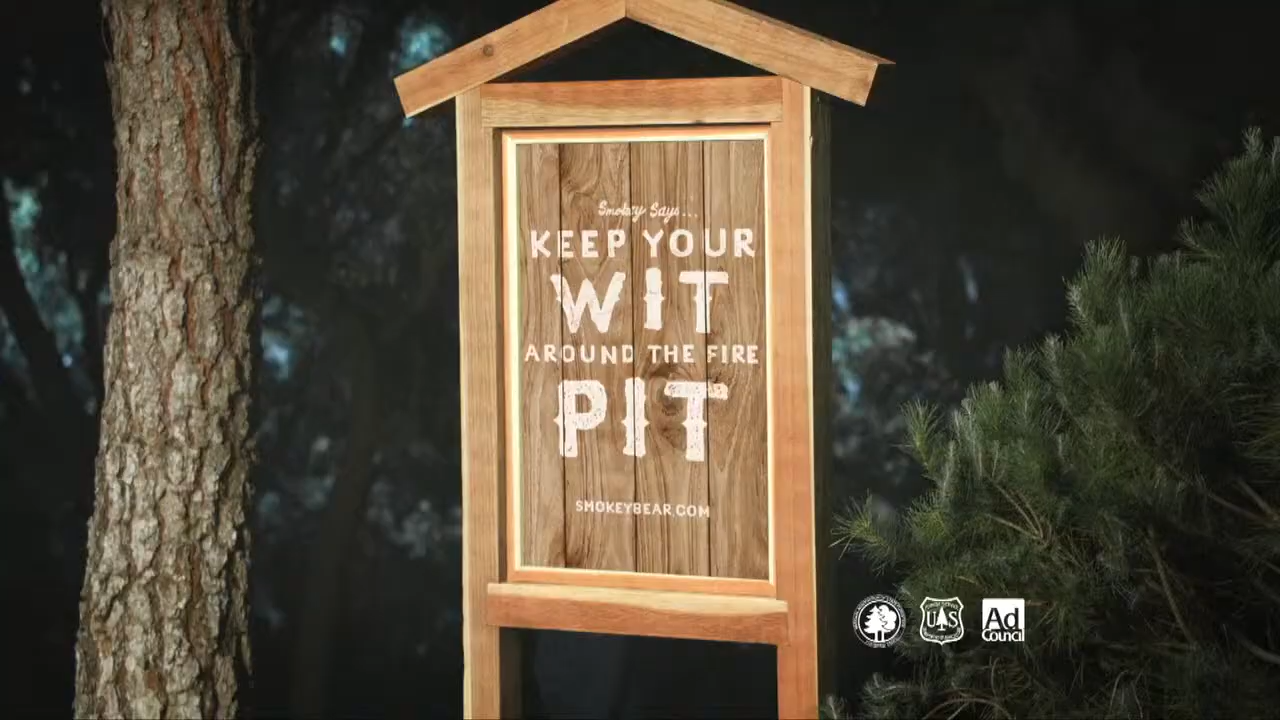 Smokey Says...
KEEP YOUR
WIT
AROUND THE FIRE
PIT
SMOKEYBEAR.COM
U S
Ad
Council